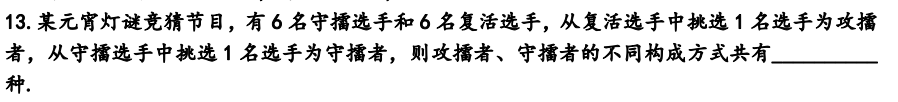 13.某元宵灯谜竞猜节目，有6名守擂选手和6名复活选手，从复活选手中挑选1名选手为攻擂
者，从守擂选手中挑选1名选手为守擂者，则攻擂者、守擂者的不同构成方式共有__________
种.